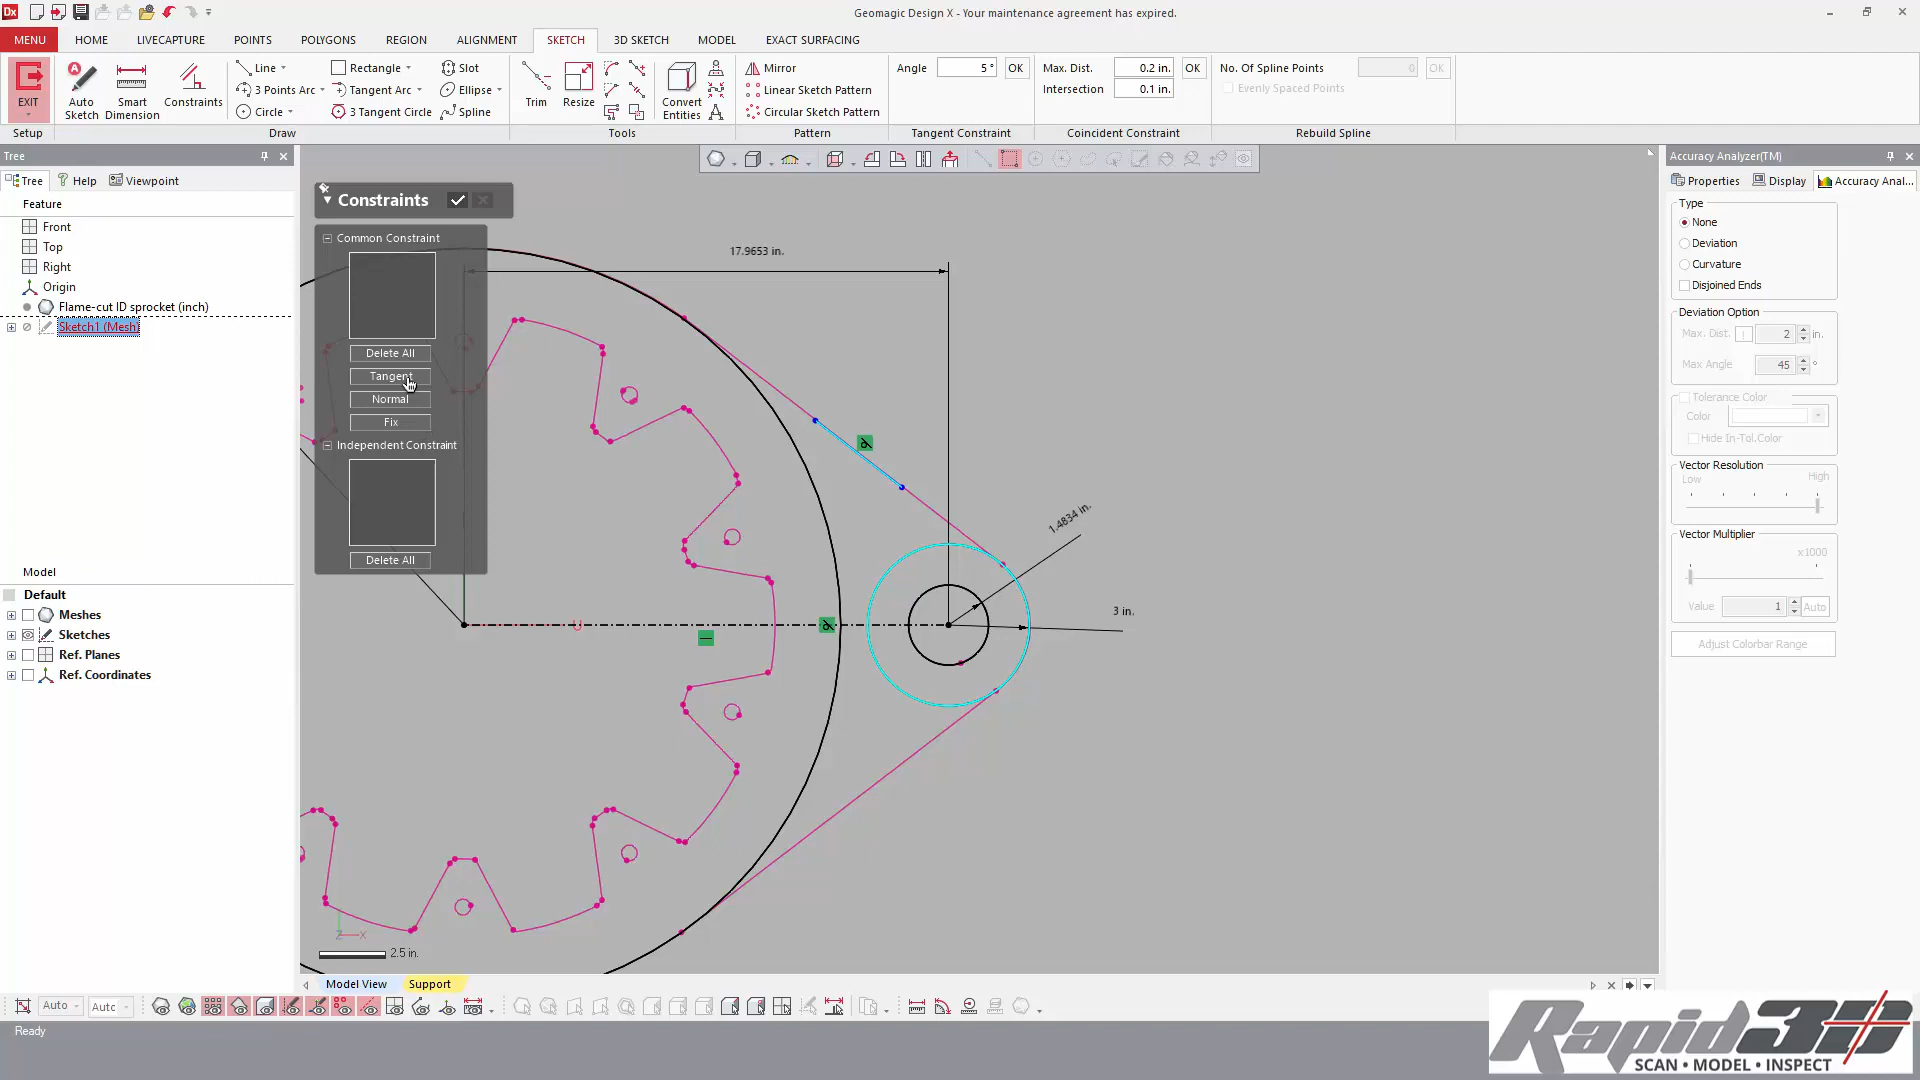 Dx
Geomagic Design X - Your maintenance agreement has expired.
MENU HOME LIVECAPTURE POINTS POLYGONS REGION ALIGNMENT SKETCH 3D SKETCH MODEL EXACT SURFACING
EXIT
Auto Sketch
Smart Dimension
Constraints
Line Rectangle Slot
3 Points Arc Tangent Arc Ellipse
Circle 3 Tangent Circle Spline
Trim Resize
Convert Entities
Mirror
Linear Sketch Pattern
Circular Sketch Pattern
Angle 5° OK
Max. Dist. 0.2 in. OK
Intersection 0.1 in.
No. Of Spline Points 0 OK
Evenly Spaced Points
Setup Draw Tools Pattern Tangent Constraint Coincident Constraint Rebuild Spline
Tree
Tree Help Viewpoint
Feature
Front
Top
Right
Origin
Flame-cut ID sprocket (inch)
Sketch1 (Mesh)
Model
Default
Meshes
Sketches
Ref. Planes
Ref. Coordinates
Constraints
Common Constraint
Delete All
Tangent
Normal
Fix
Independent Constraint
Delete All
17.9653 in.
1.4834 in.
3 in.
U
Z X
2.5 in.
Accuracy Analyzer(TM)
Properties Display Accuracy Anal...
Type
None
Deviation
Curvature
Disjoined Ends
Deviation Option
Max. Dist. 2 in.
Max Angle 45 °
Tolerance Color
Color
Hide In-Tol.Color
Vector Resolution
Low High
Vector Multiplier
x1000
Value: 1 Auto
Adjust Colorbar Range
Model View Support
Auto Auto
Ready
Rapid3D
SCAN • MODEL • INSPECT